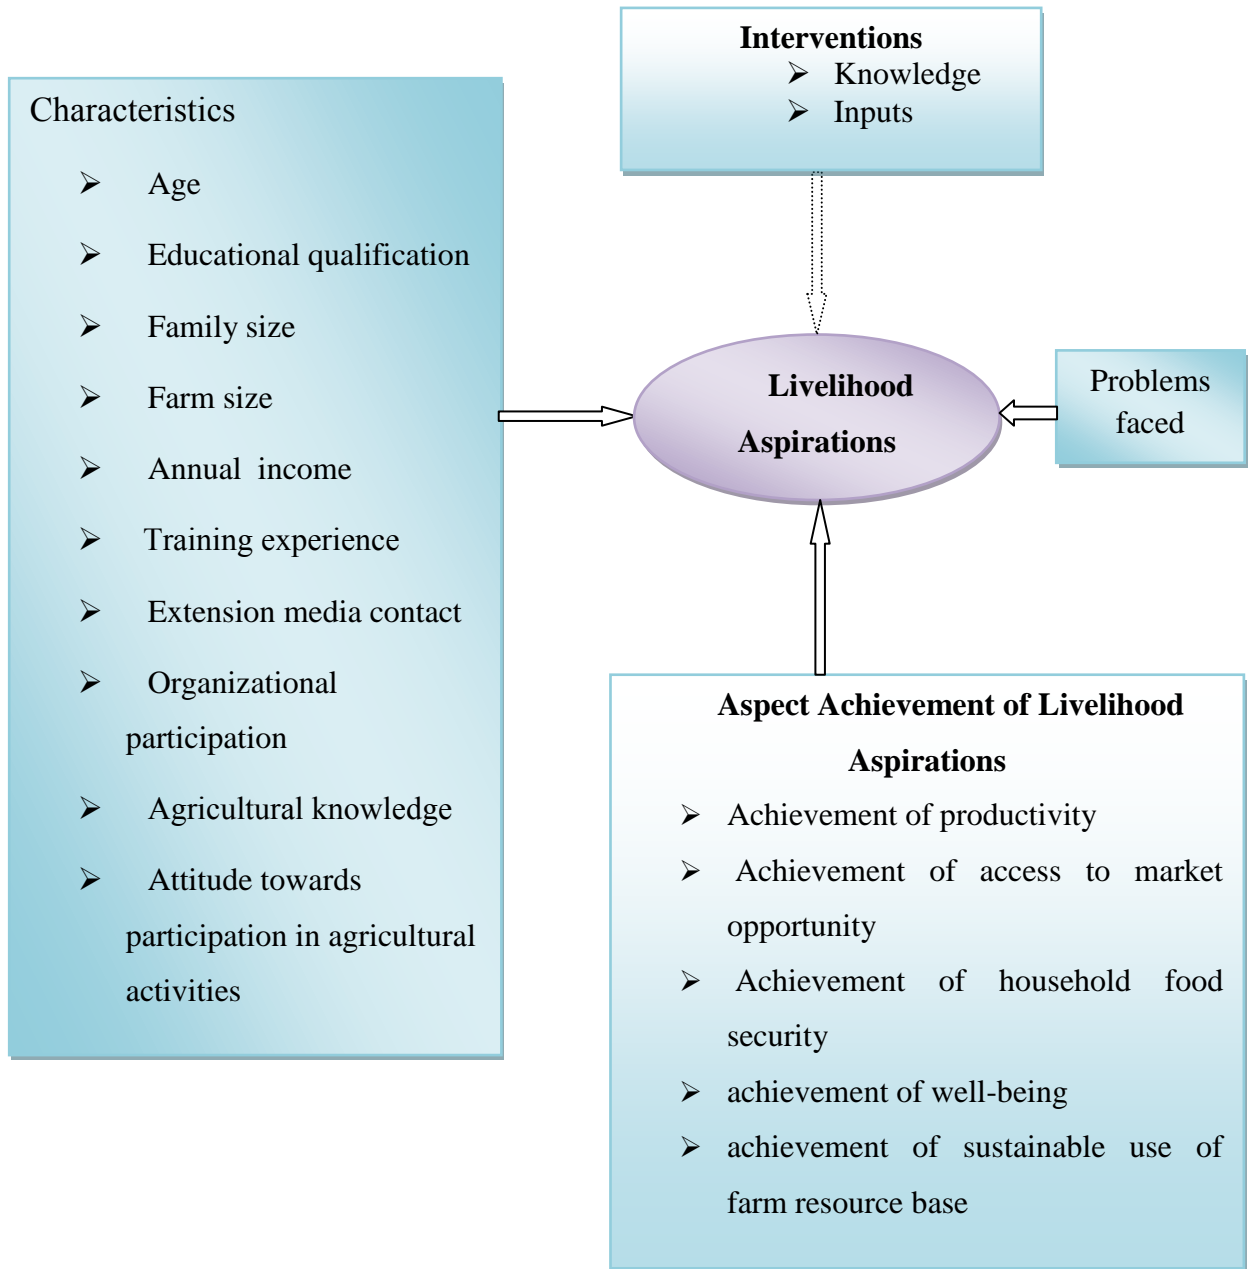 Interventions
➢ Knowledge
➢ Inputs
Characteristics
➢ Age
➢ Educational qualification
➢ Family size
➢ Farm size
➢ Annual income
➢ Training experience
➢ Extension media contact
➢ Organizational
participation
➢ Agricultural knowledge
➢ Attitude towards
participation in agricultural
activities
Livelihood
Aspirations
Problems
faced
Aspect Achievement of Livelihood
Aspirations
➢ Achievement of productivity
➢ Achievement of access to market
opportunity
➢ Achievement of household food
security
➢ achievement of well-being
➢ achievement of sustainable use of
farm resource base